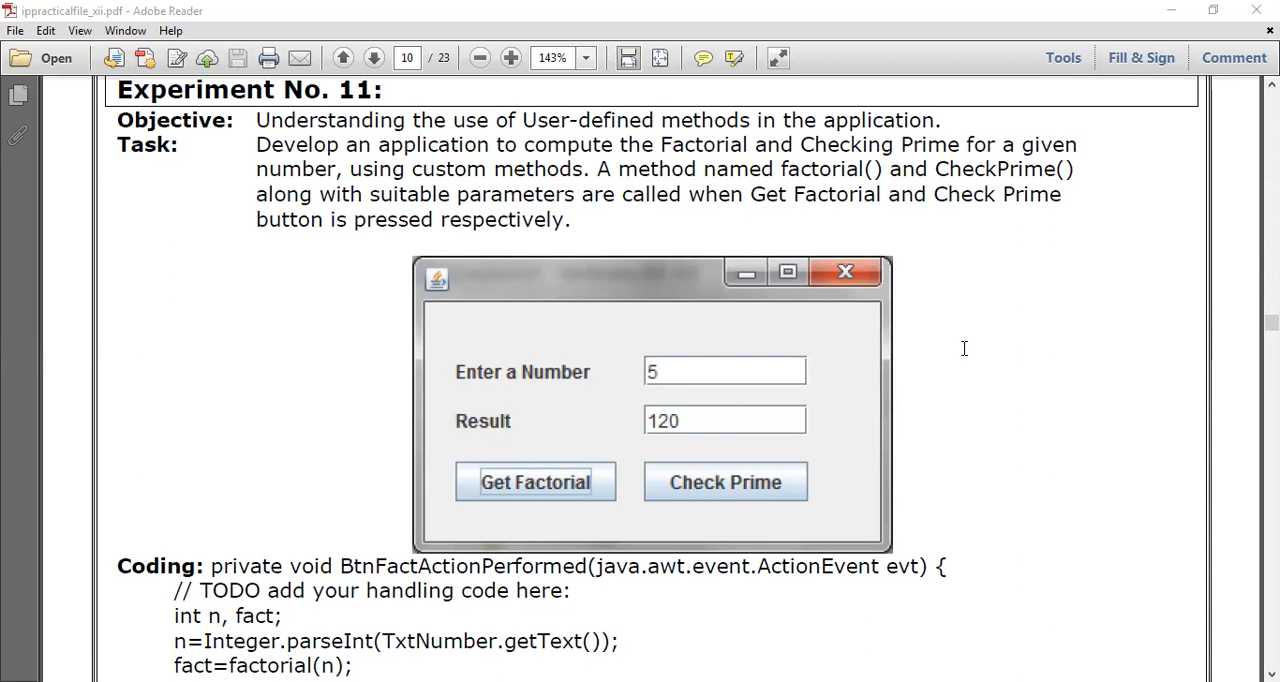 ippracticalfile_xii.pdf - Adobe Reader
File Edit View Window Help
Open 10 / 23 143% Tools Fill & Sign Comment
Experiment No. 11:
Objective: Understanding the use of User-defined methods in the application.
Task: Develop an application to compute the Factorial and Checking Prime for a given
number, using custom methods. A method named factorial() and CheckPrime()
along with suitable parameters are called when Get Factorial and Check Prime
button is pressed respectively.
Enter a Number 5
Result 120
Get Factorial Check Prime
Coding: private void BtnFactActionPerformed(java.awt.event.ActionEvent evt) {
// TODO add your handling code here:
int n, fact;
n=Integer.parseInt(TxtNumber.getText());
fact=factorial(n);